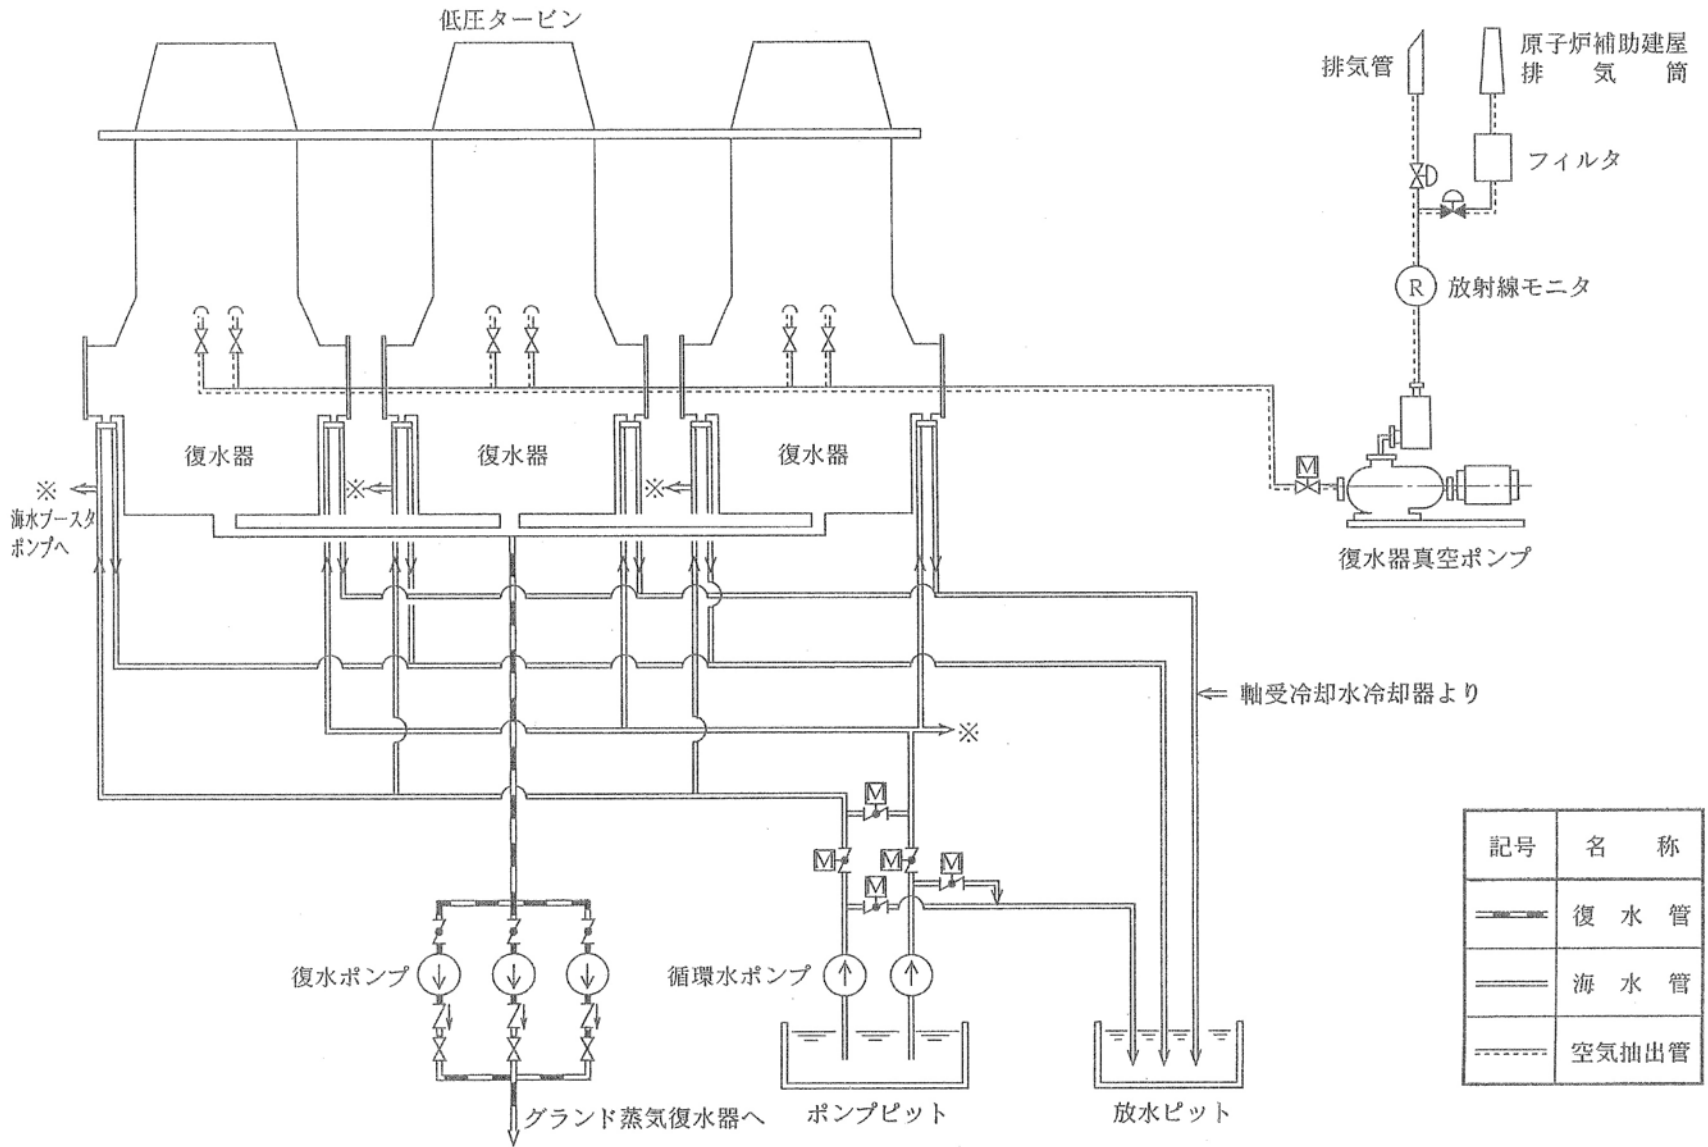 低圧タービン
排気管
原子炉補助建屋
排気筒
フィルタ
R
放射線モニタ
復水器
復水器
復水器
※
※
※
海水ブースタ
ポンプへ
M
復水器真空ポンプ
軸受冷却水冷却器より
※
M
M
M
M
M
復水ポンプ
循環水ポンプ
グランド蒸気復水器へ
ポンプピット
放水ピット
記号 名称
復水管
海水管
空気抽出管